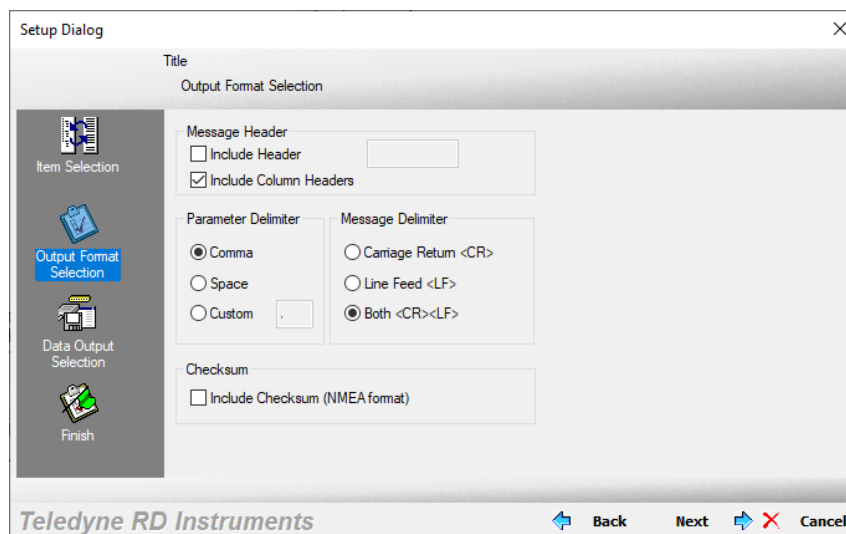 Setup Dialog
Title
Output Format Selection
Item Selection
Output Format
Selection
Data Output
Selection
Finish
Message Header
Include Header
Include Column Headers
Parameter Delimiter
Comma
Space
Custom .
Message Delimiter
Carriage Return <CR>
Line Feed <LF>
Both <CR><LF>
Checksum
Include Checksum (NMEA format)
Teledyne RD Instruments
Back Next Cancel